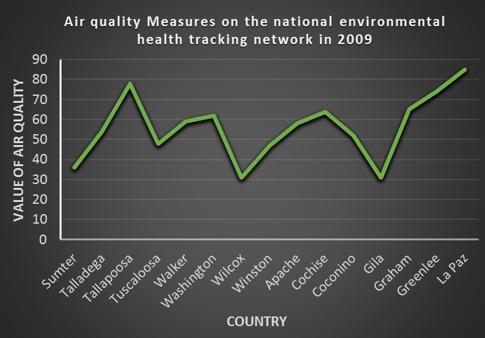 Air quality Measures on the national environmental
health tracking network in 2009
VALUE OF AIR QUALITY
90
80
70
60
50
40
30
20
10
0
Sumter
Talladega
Tallapoosa
Tuscaloosa
Walker
Washington
Wilcox
Winston
Apache
Cochise
Coconino
Gila
Graham
Greenlee
La Paz
COUNTRY